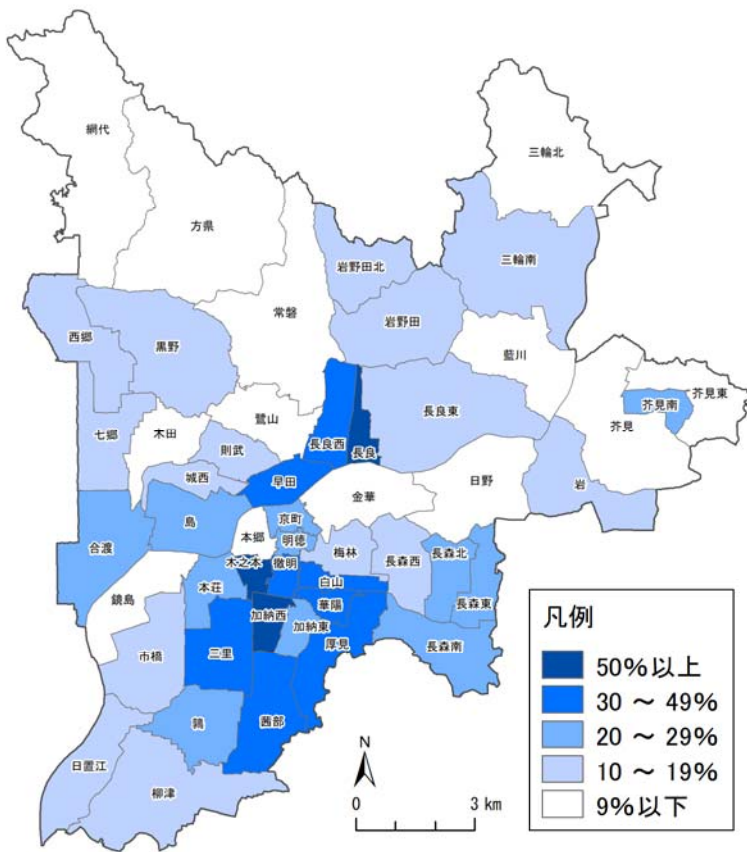 三輪北
網代
方県
岩野田北
三輪南
常磐
岩野田
西郷
黒野
藍川
芥見東
芥見南
長良東
鷺山
七郷
木田
長良西
長良
芥見
則武
日野
城西
早田
岩
金華
島
京町
合渡
本郷
明徳
梅林
長森西
長森北
木之本
徹明
白山
本荘
鏡島
華陽
長森東
加納西
加納東
長森南
厚見
三里
市橋
鶉
茜部
日置江
柳津
N
0 3 km
凡例
50%以上
30 ~ 49%
20 ~ 29%
10 ~ 19%
9%以下